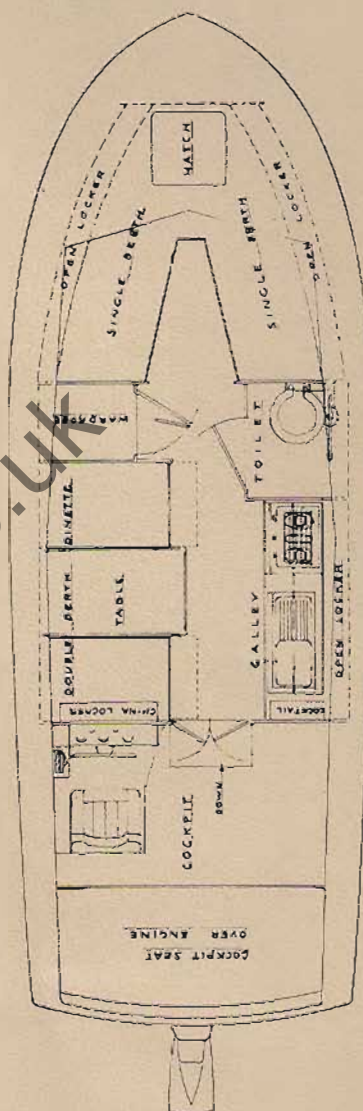 HATCH
OPEN LOCKER
SINGLE BERTH
SINGLE BERTH
OPEN LOCKER
WARDROBE
TOILET
DINETTE
DOUBLE BERTH
TABLE
GALLEY
OPEN LOCKER
CHINA LOCKER
COCKTAIL
DOWN
COCKPIT
COCKPIT SEAT
OVER ENGINE
.uk